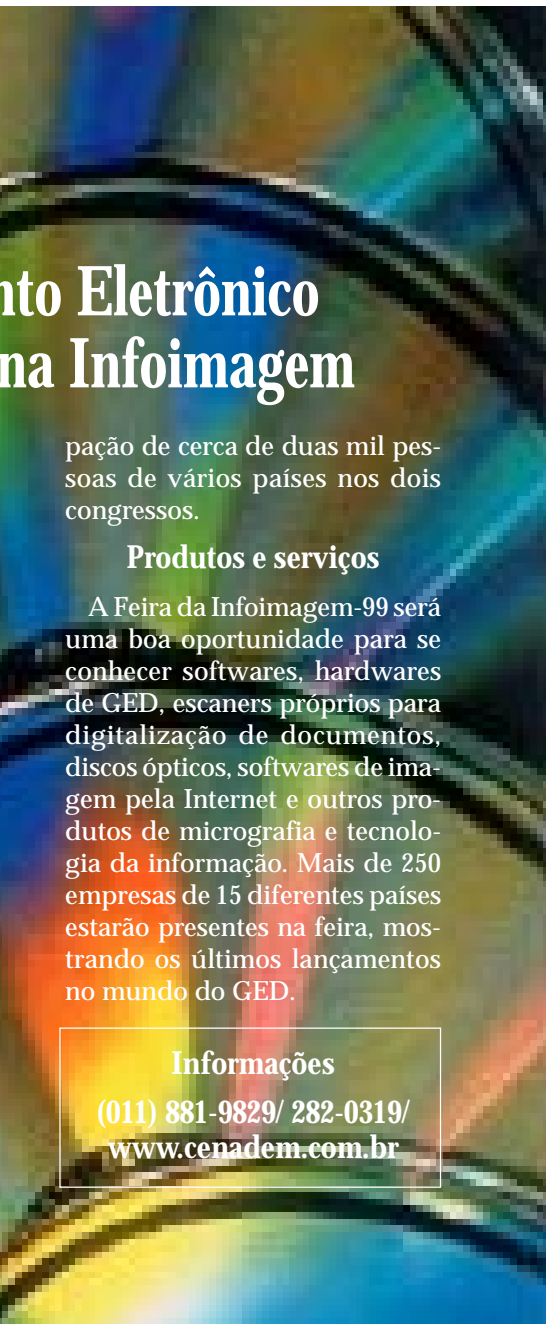 nto Eletrônico
na Infoimagem
pação de cerca de duas mil pes-
soas de vários países nos dois
congressos.
Produtos e serviços
A Feira da Infoimagem-99 será
uma boa oportunidade para se
conhecer softwares, hardwares
de GED, escaners próprios para
digitalização de documentos,
discos ópticos, softwares de ima-
gem pela Internet e outros pro-
dutos de micrografia e tecnolo-
gia da informação. Mais de 250
empresas de 15 diferentes países
estarão presentes na feira, mos-
trando os últimos lançamentos
no mundo do GED.
Informações
(011) 881-9829/ 282-0319/
www.cenadem.com.br